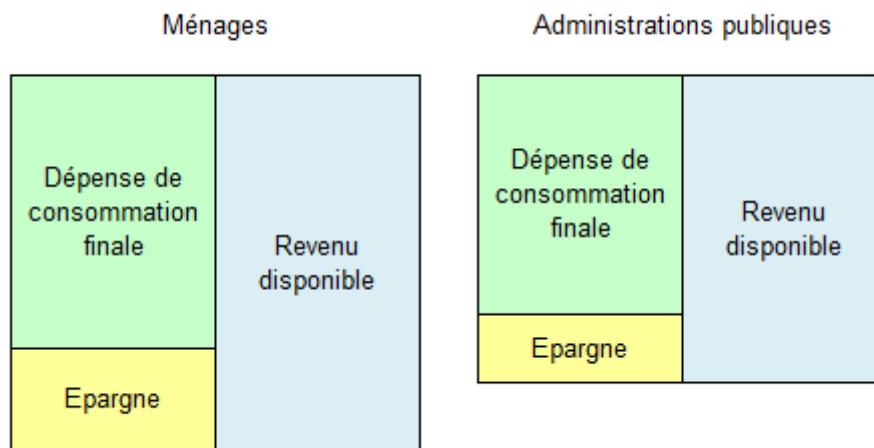 Ménages
Administrations publiques
Dépense de
consommation
finale
Revenu
disponible
Epargne
Dépense de
consommation
finale
Revenu
disponible
Epargne